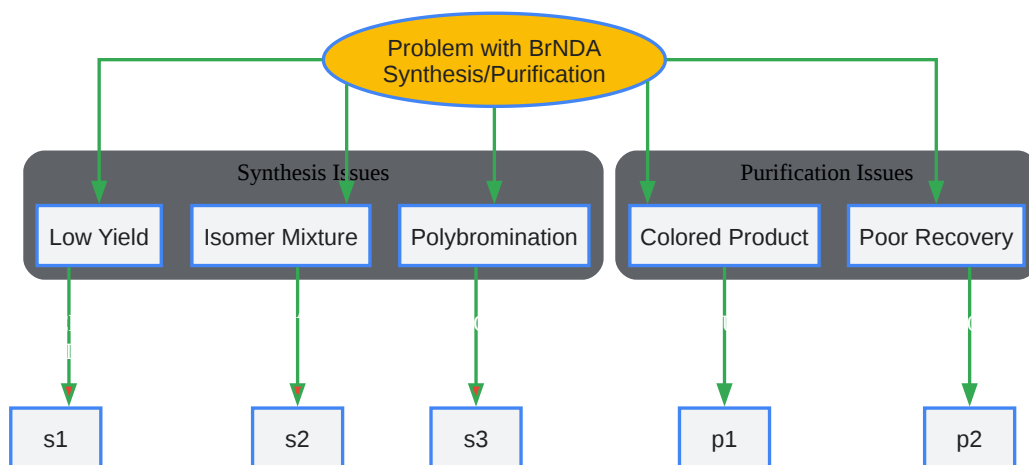 Problem with BrNDA
Synthesis/Purification
Synthesis Issues
Purification Issues
Low Yield
Isomer Mixture
Polybromination
Colored Product
Poor Recovery
s1
s2
s3
p1
p2